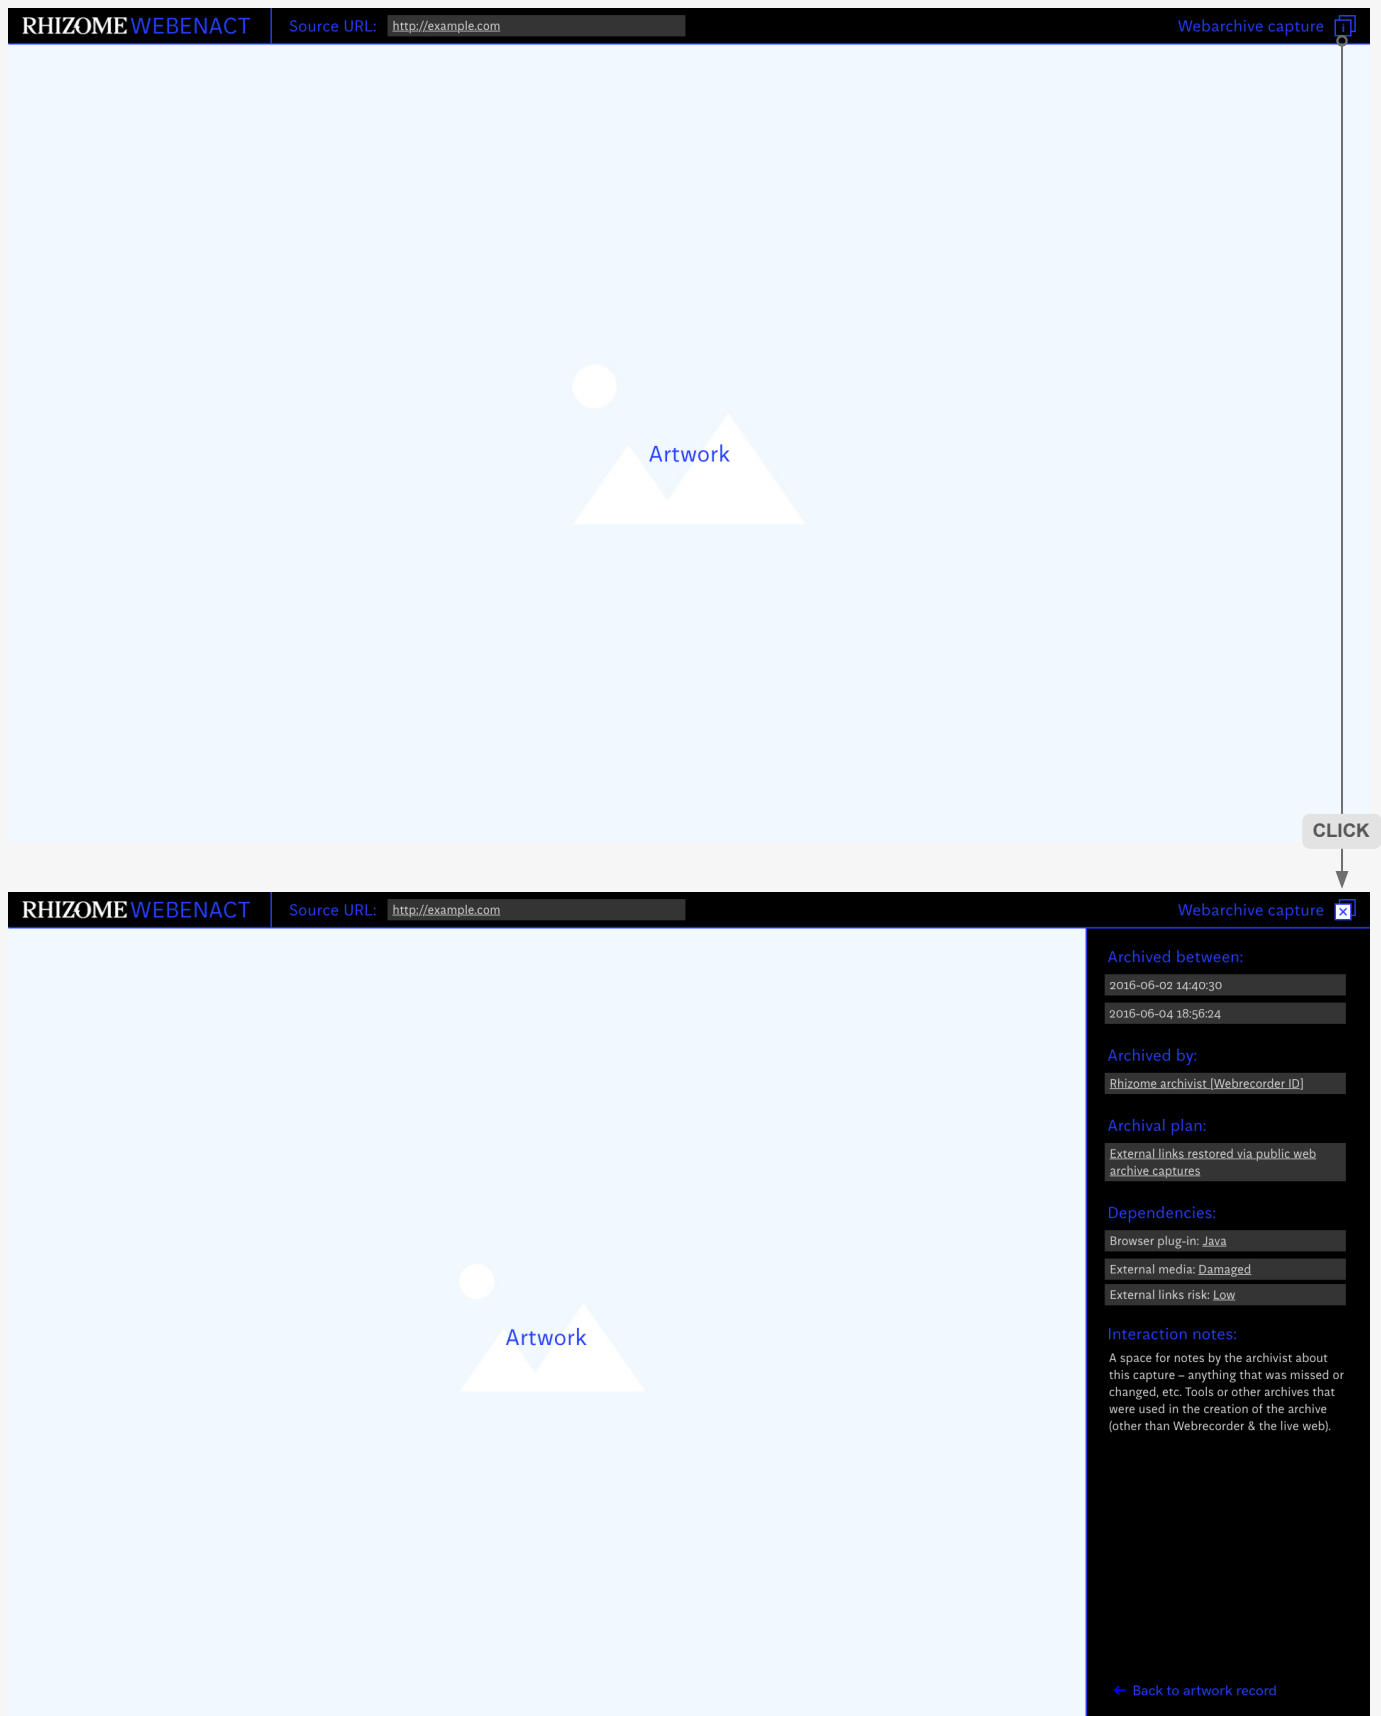 RHIZOME WEBENACT
Source URL: http://example.com
Webarchive capture i
Artwork
CLICK
RHIZOME WEBENACT
Source URL: http://example.com
Webarchive capture ×
Artwork
Archived between:
2016-06-02 14:40:30
2016-06-04 18:56:24
Archived by:
Rhizome archivist [Webrecorder ID]
Archival plan:
External links restored via public web
archive captures
Dependencies:
Browser plug-in: Java
External media: Damaged
External links risk: Low
Interaction notes:
A space for notes by the archivist about
this capture – anything that was missed or
changed, etc. Tools or other archives that
were used in the creation of the archive
(other than Webrecorder & the live web).
← Back to artwork record